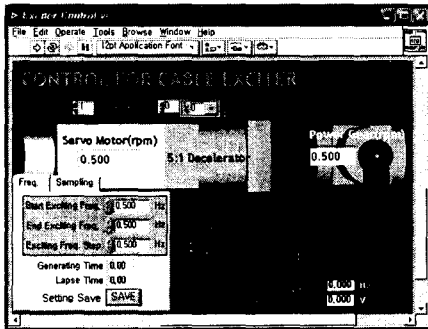 Exciter Control.vi
File Edit Operate Tools Browse Window Help
12pt Application Font
CONTROL FOR CABLE EXCITER
Servo Motor(rpm)
0.500
5:1 Decelerator
0.500
Freq. Sampling
Start Exciting Freq. 0.500 Hz
End Exciting Freq. 0.500 Hz
Exciting Freq. Step 0.500 Hz
Generating Time 0.00
Lapse Time 0.00
Setting Save SAVE
0.000
0.000 V